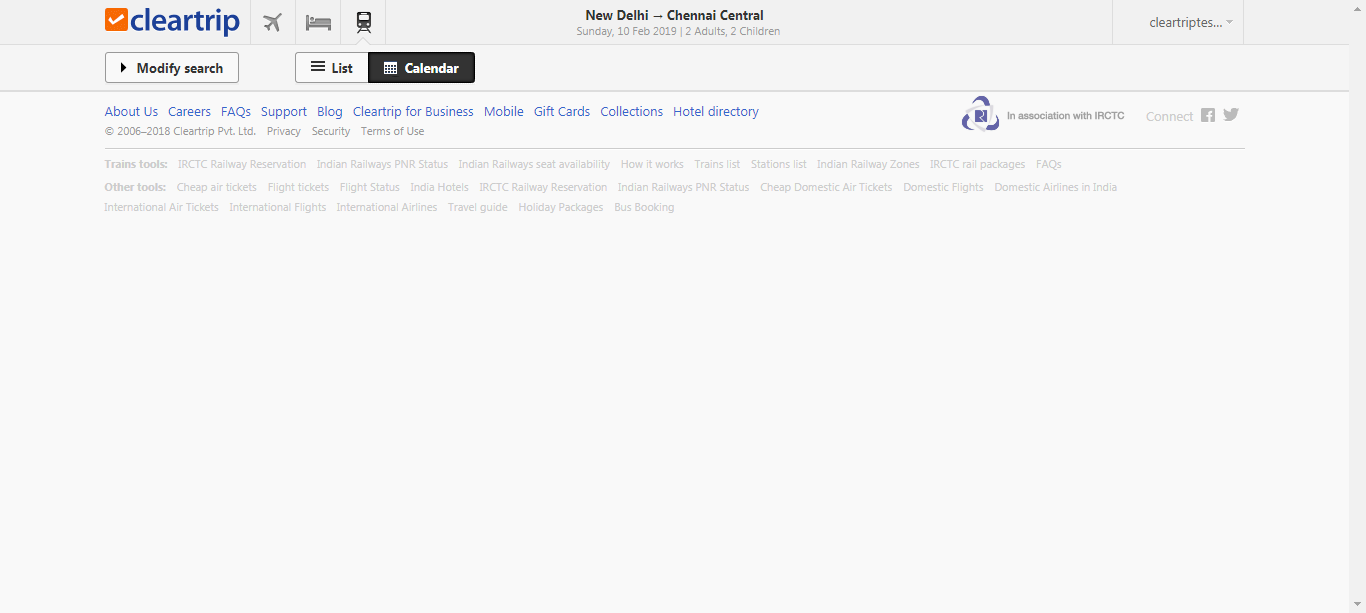 cleartrip
New Delhi → Chennai Central
Sunday, 10 Feb 2019 | 2 Adults, 2 Children
cleartriptes...
Modify search
List
Calendar
About Us Careers FAQs Support Blog Cleartrip for Business Mobile Gift Cards Collections Hotel directory
© 2006–2018 Cleartrip Pvt. Ltd. Privacy Security Terms of Use
In association with IRCTC
Connect
Trains tools: IRCTC Railway Reservation Indian Railways PNR Status Indian Railways seat availability How it works Trains list Stations list Indian Railway Zones IRCTC rail packages FAQs
Other tools: Cheap air tickets Flight tickets Flight Status India Hotels IRCTC Railway Reservation Indian Railways PNR Status Cheap Domestic Air Tickets Domestic Flights Domestic Airlines in India
International Air Tickets International Flights International Airlines Travel guide Holiday Packages Bus Booking